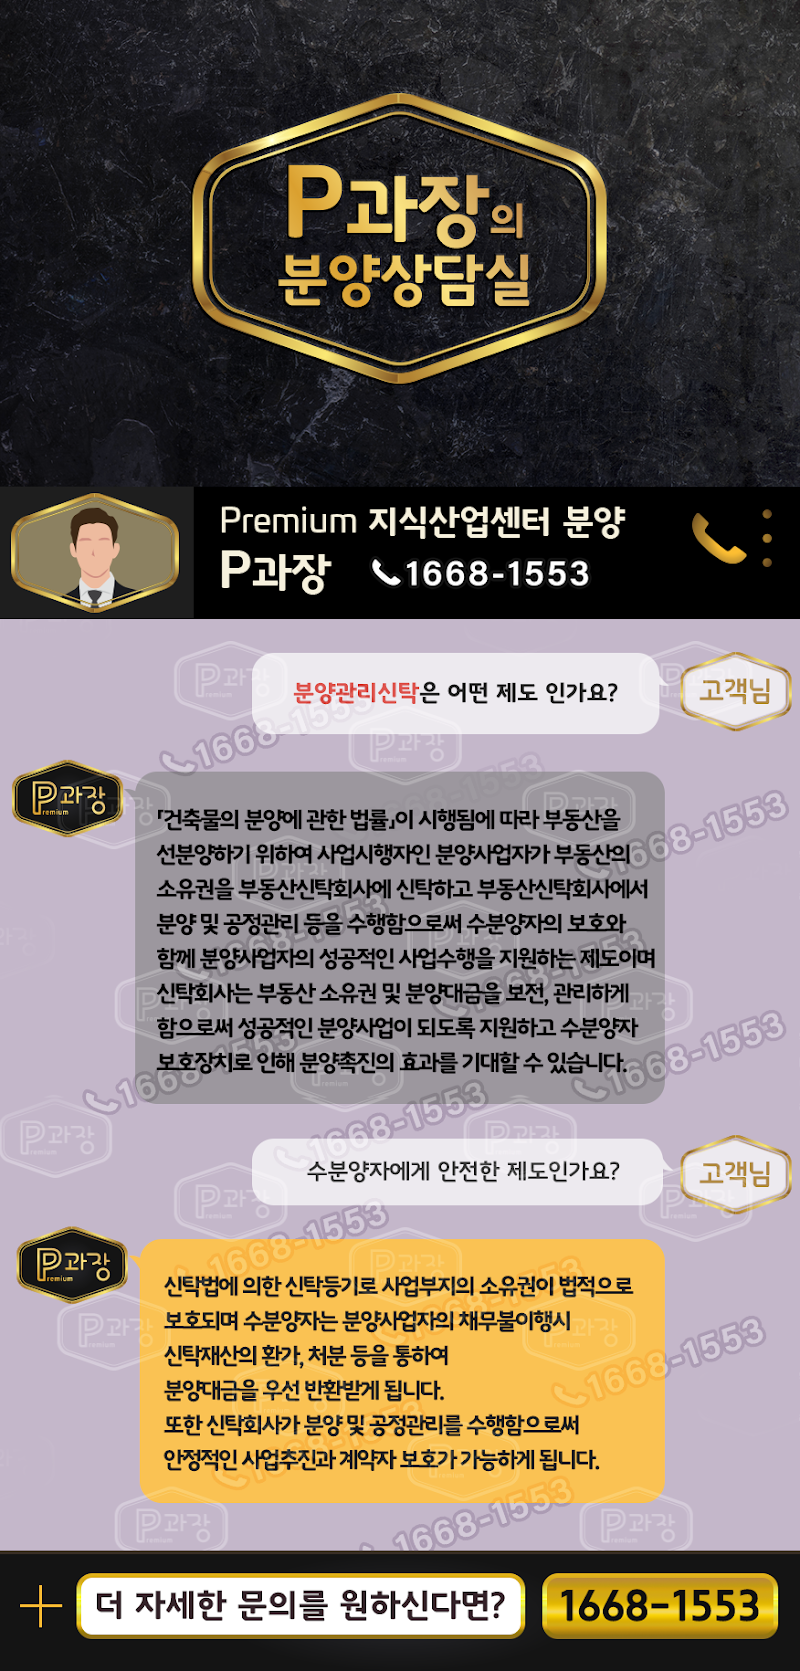 P과장의
분양상담실
Premium 지식산업센터 분양
P과장 1668-1553
분양관리신탁은 어떤 제도 인가요?
고객님
P과장
Premium
「건축물의 분양에 관한 법률」이 시행됨에 따라 부동산을
선분양하기 위하여 사업시행자인 분양사업자가 부동산의
소유권을 부동산신탁회사에 신탁하고 부동산신탁회사에서
분양 및 공정관리 등을 수행함으로써 수분양자의 보호와
함께 분양사업자의 성공적인 사업수행을 지원하는 제도이며
신탁회사는 부동산 소유권 및 분양대금을 보전, 관리하게
함으로써 성공적인 분양사업이 되도록 지원하고 수분양자
보호장치로 인해 분양촉진의 효과를 기대할 수 있습니다.
수분양자에게 안전한 제도인가요?
고객님
P과장
Premium
신탁법에 의한 신탁등기로 사업부지의 소유권이 법적으로
보호되며 수분양자는 분양사업자의 채무불이행시
신탁재산의 환가, 처분 등을 통하여
분양대금을 우선 반환받게 됩니다.
또한 신탁회사가 분양 및 공정관리를 수행함으로써
안정적인 사업추진과 계약자 보호가 가능하게 됩니다.
더 자세한 문의를 원하신다면? 1668-1553